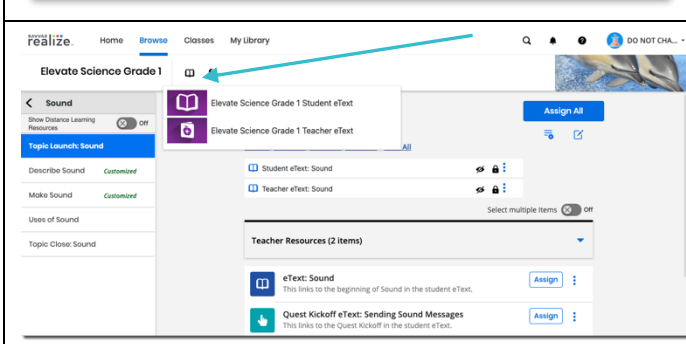 savvas
realize.
Home Browse Classes My Library
DO NOT CHA...
Elevate Science Grade 1
Elevate Science Grade 1 Student eText
Elevate Science Grade 1 Teacher eText
Sound
Show Distance Learning
Resources
Off
Assign All
Topic Launch: Sound
All
Describe Sound Customized
Student eText: Sound
Make Sound Customized
Teacher eText: Sound
Select multiple items Off
Uses of Sound
Topic Close: Sound
Teacher Resources (2 items)
eText: Sound
This links to the beginning of Sound in the student eText.
Assign
Quest Kickoff eText: Sending Sound Messages
This links to the Quest Kickoff in the student eText.
Assign